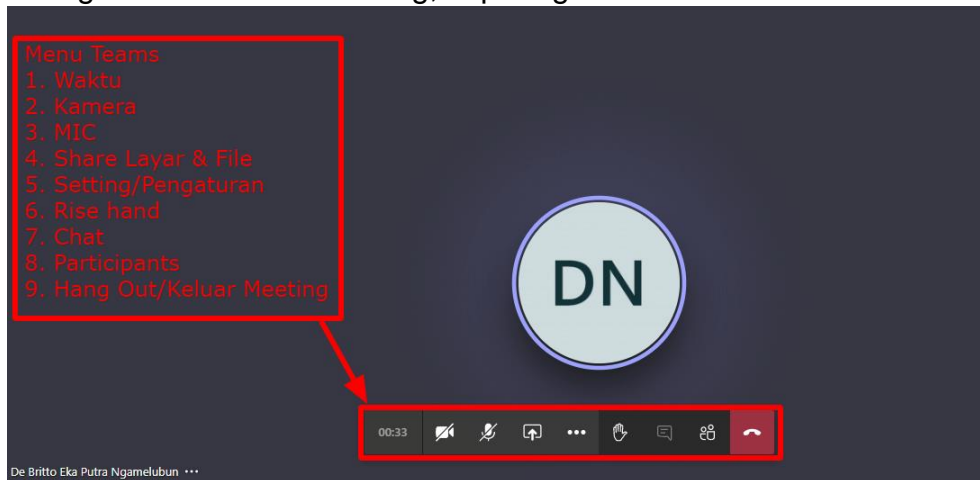 Menu Teams
1. Waktu
2. Kamera
3. MIC
4. Share Layar & File
5. Setting/Pengaturan
6. Rise hand
7. Chat
8. Participants
9. Hang Out/Keluar Meeting
DN
00:33
De Britto Eka Putra Ngamelubun